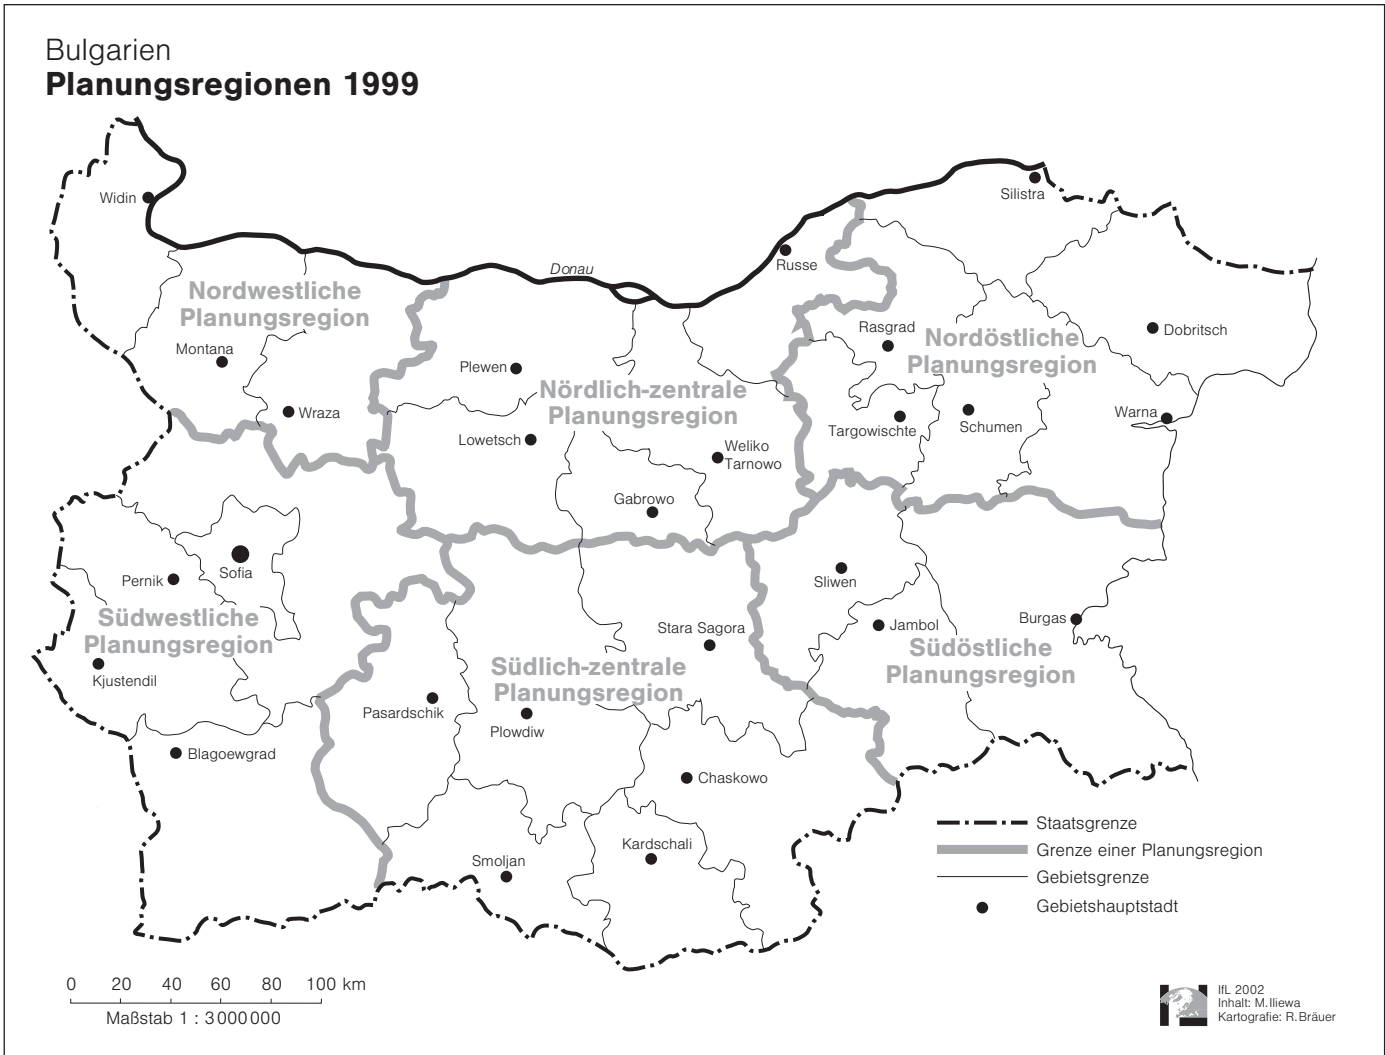 Bulgarien
Planungsregionen 1999
Widin
Silistra
Donau
Russe
Nordwestliche
Planungsregion
Montana
Rasgrad
Nordöstliche
Planungsregion
Dobritsch
Plewen
Nördlich-zentrale
Planungsregion
Wraza
Lowetsch
Weliko
Tarnowo
Targowischte
Schumen
Warna
Gabrowo
Sofia
Pernik
Sliwen
Südwestliche
Planungsregion
Kjustendil
Stara Sagora
Jambol
Burgas
Südöstliche
Planungsregion
Südlich-zentrale
Planungsregion
Pasardschik
Plowdiw
Blagoewgrad
Chaskowo
Kardschali
Smoljan
Staatsgrenze
Grenze einer Planungsregion
Gebietsgrenze
Gebietshauptstadt
0 20 40 60 80 100 km
Maßstab 1 : 3 000 000
IfL 2002
Inhalt: M.Iliewa
Kartografie: R.Bräuer